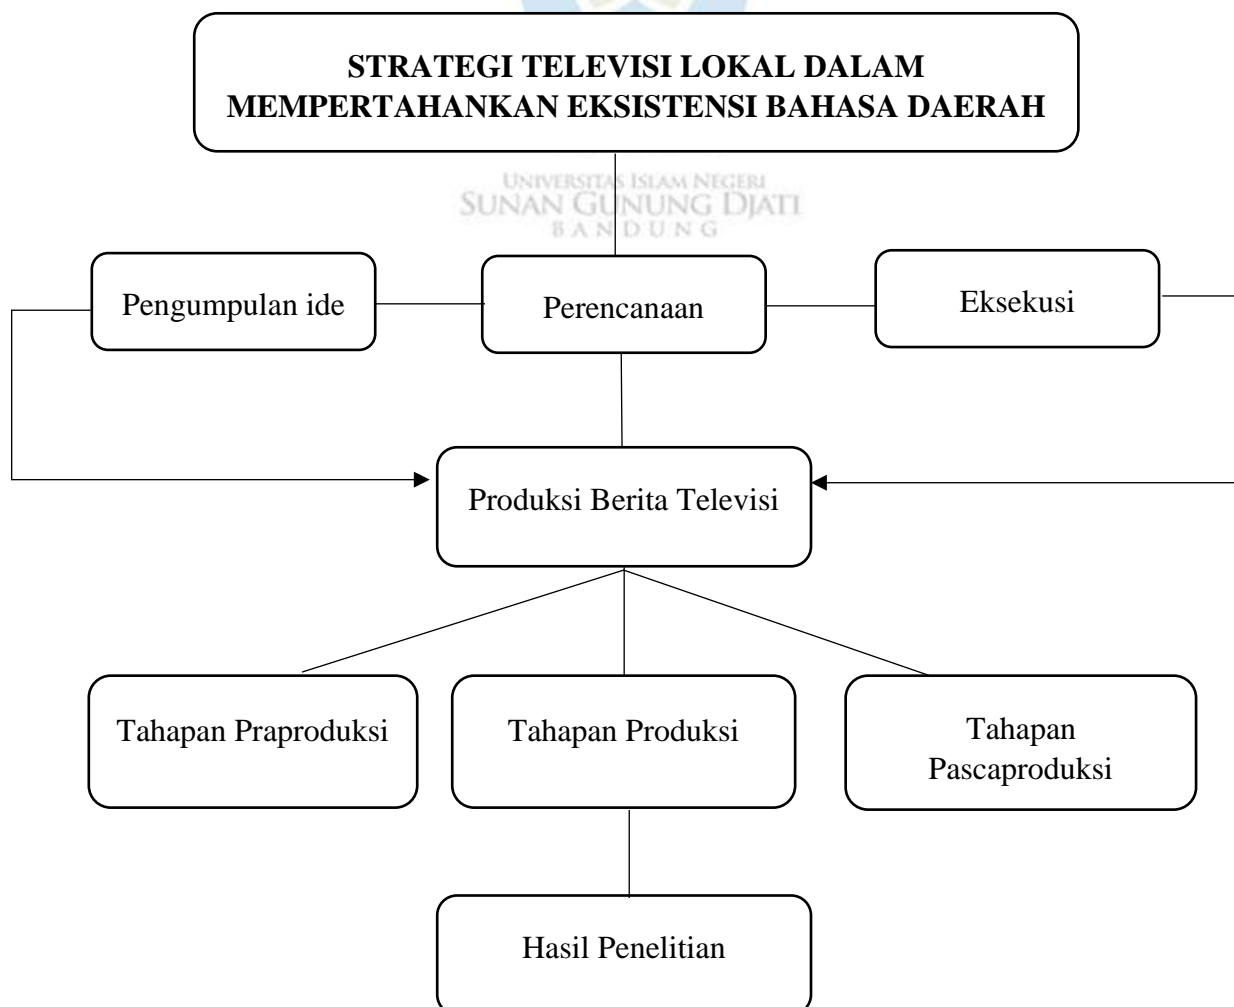 STRATEGI TELEVISI LOKAL DALAM
MEMPERTAHANKAN EKSISTENSI BAHASA DAERAH
UNIVERSITAS ISLAM NEGERI
SUNAN GUNUNG DJATI
BANDUNG
Pengumpulan ide
Perencanaan
Eksekusi
Produksi Berita Televisi
Tahapan Praproduksi
Tahapan Produksi
Tahapan
Pascaproduksi
Hasil Penelitian